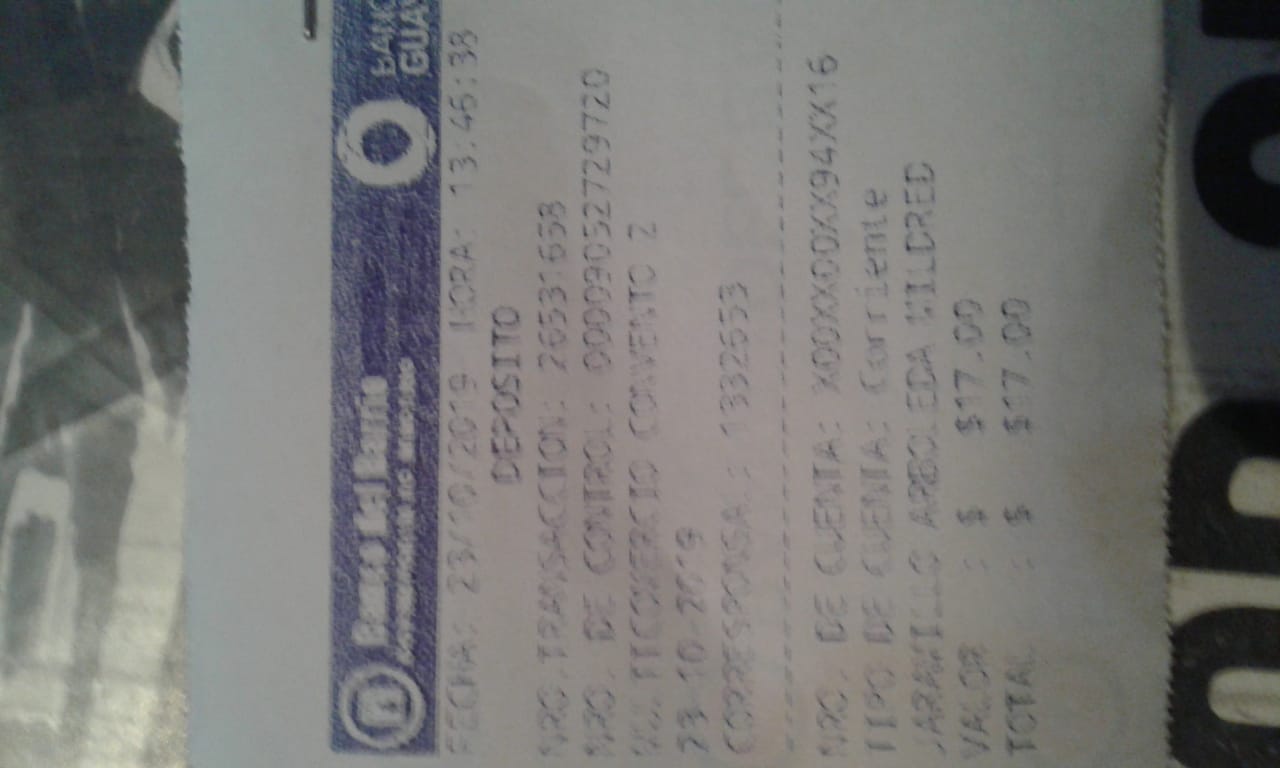 Banco del Barrio
BANC
GUAY
FECHA: 23/10/2019 HORA: 13:46:38
DEPOSITO
NRO.TRANSACCION: 26531658
NRO. DE CONTROL: 00009052729720
MULTICOMERCIO CONVENTO 2
23-10-2019
CORRESPONSAL: 1332653
NRO. DE CUENTA: X00XX00XX94XX16
TIPO DE CUENTA: Corriente
JARAMILLO ARBOLEDA MILDRED
VALOR : $ $17.00
TOTAL : $ $17.00